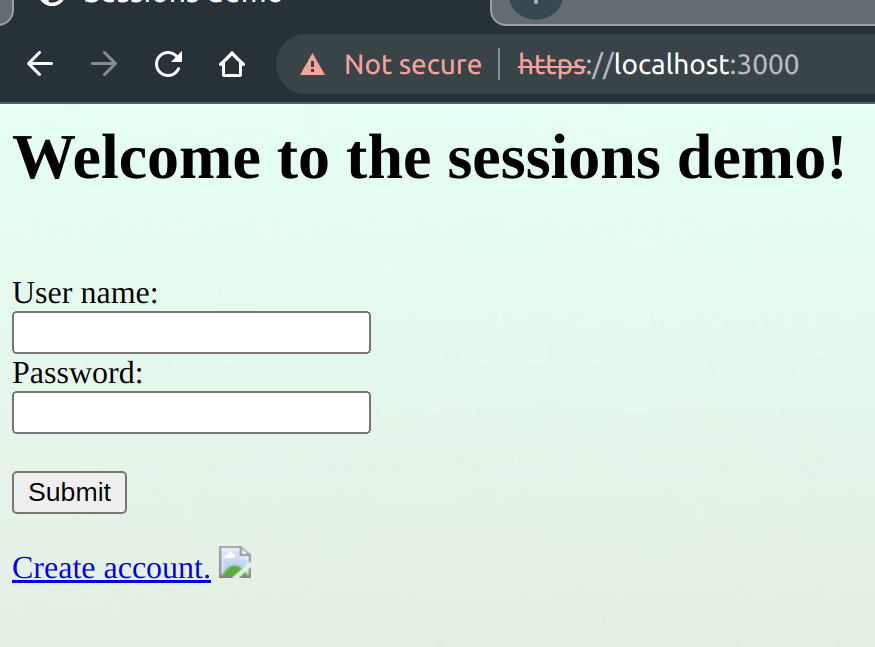 Sessions demo
Not secure https://localhost:3000
Welcome to the sessions demo!
User name:
Password:
Submit
Create account.